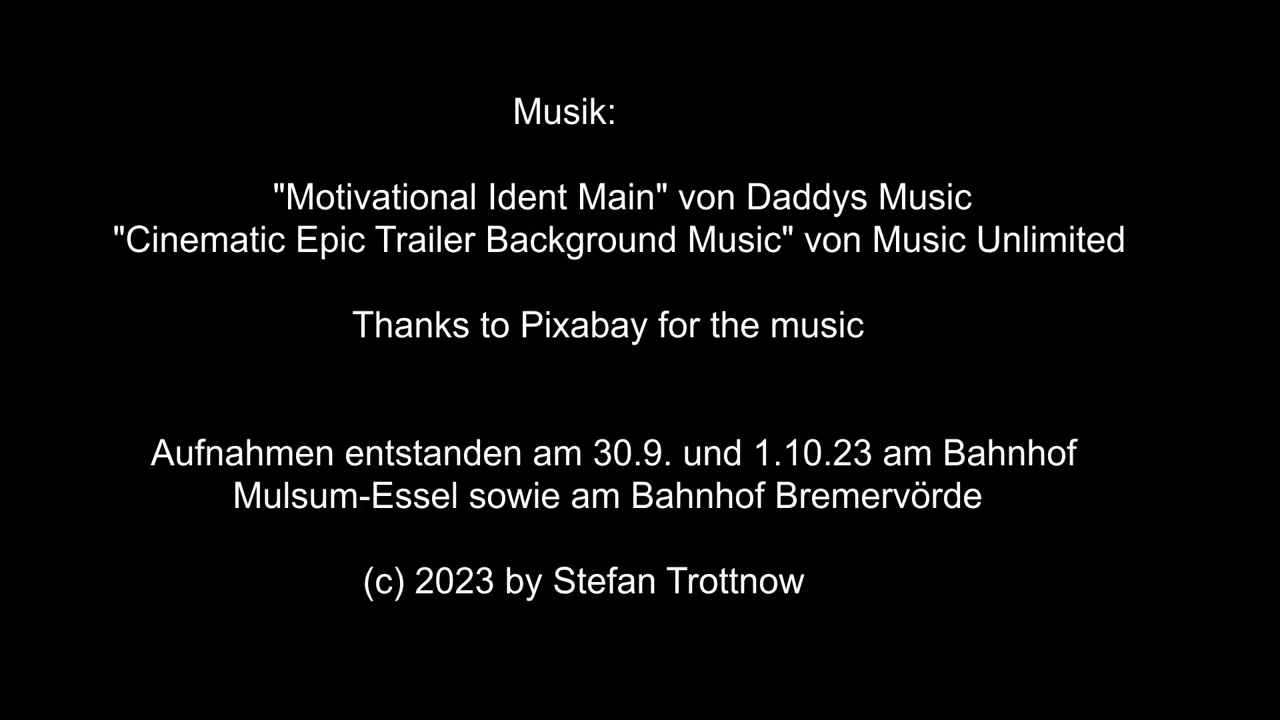 Musik:
"Motivational Ident Main" von Daddys Music
"Cinematic Epic Trailer Background Music" von Music Unlimited
Thanks to Pixabay for the music
Aufnahmen entstanden am 30.9. und 1.10.23 am Bahnhof
Mulsum-Essel sowie am Bahnhof Bremervörde
(c) 2023 by Stefan Trottnow